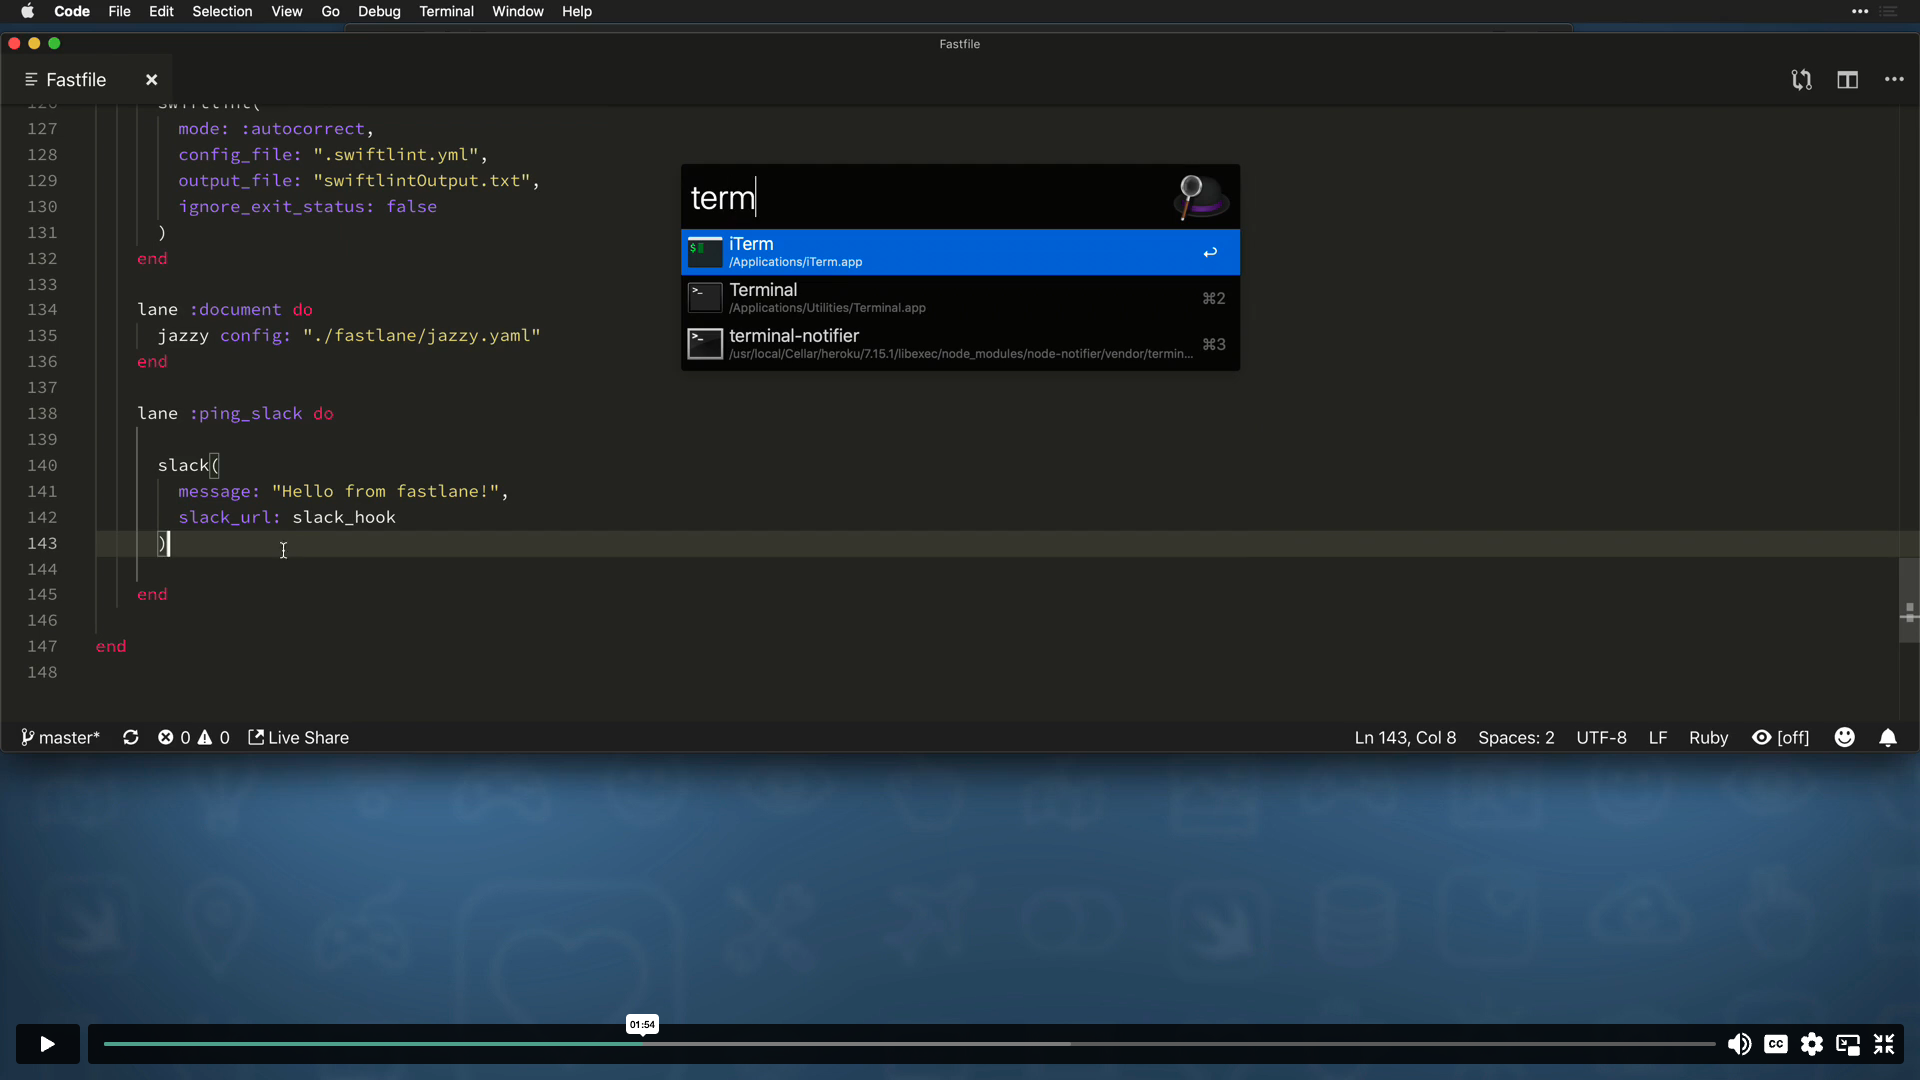 Code File Edit Selection View Go Debug Terminal Window Help
Fastfile
Fastfile
126 swiftlint(
127 mode: :autocorrect,
128 config_file: ".swiftlint.yml",
129 output_file: "swiftlintOutput.txt",
130 ignore_exit_status: false
131 )
132 end
133
134 lane :document do
135 jazzy config: "./fastlane/jazzy.yaml"
136 end
137
138 lane :ping_slack do
139
140 slack(
141 message: "Hello from fastlane!",
142 slack_url: slack_hook
143 )
144
145 end
146
147 end
148
term
iTerm
/Applications/iTerm.app
Terminal
/Applications/Utilities/Terminal.app
⌘2
terminal-notifier
/usr/local/Cellar/heroku/7.15.1/libexec/node_modules/node-notifier/vendor/termin...
⌘3
master* 0 0 Live Share Ln 143, Col 8 Spaces: 2 UTF-8 LF Ruby [off]
01:54
CC